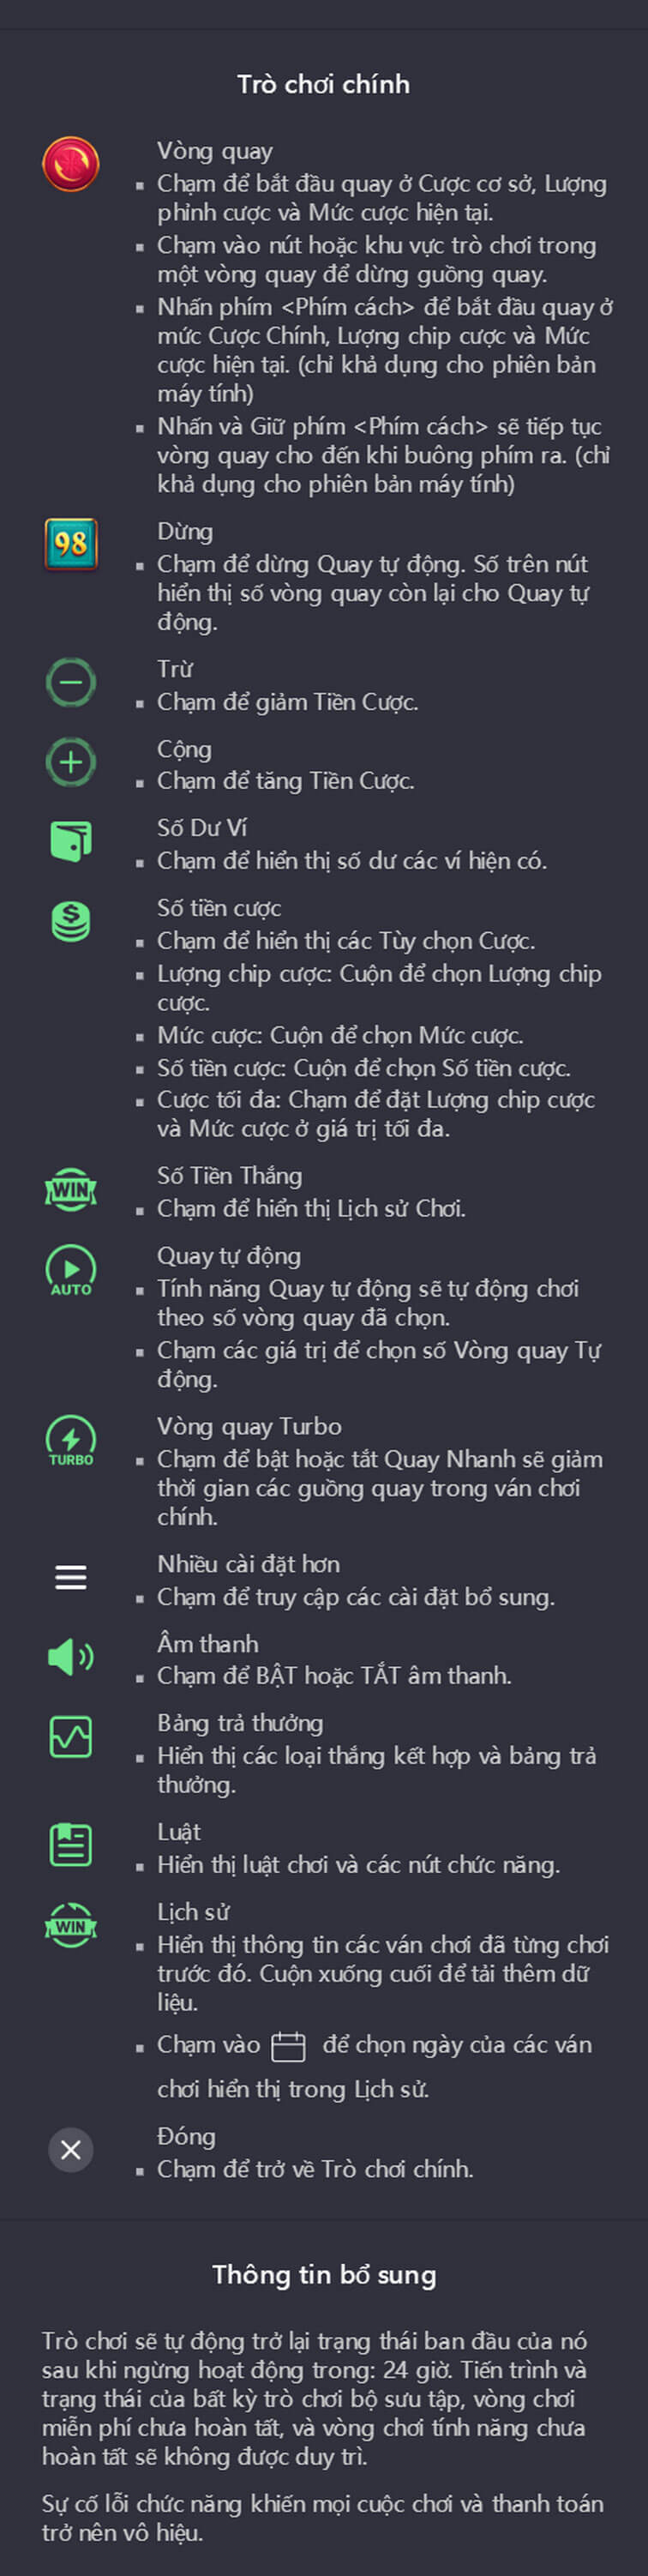 Trò chơi chính
Vòng quay
Chạm để bắt đầu quay ở Cược cơ sở, Lượng
phỉnh cược và Mức cược hiện tại.
Chạm vào nút hoặc khu vực trò chơi trong
một vòng quay để dừng guồng quay.
Nhấn phím <Phím cách> để bắt đầu quay ở
mức Cược Chính, Lượng chip cược và Mức
cược hiện tại. (chỉ khả dụng cho phiên bản
máy tính)
Nhấn và Giữ phím <Phím cách> sẽ tiếp tục
vòng quay cho đến khi buông phím ra. (chỉ
khả dụng cho phiên bản máy tính)
98
Dừng
Chạm để dừng Quay tự động. Số trên nút
hiển thị số vòng quay còn lại cho Quay tự
động.
Trừ
Chạm để giảm Tiền Cược.
Cộng
Chạm để tăng Tiền Cược.
Số Dư Ví
Chạm để hiển thị số dư các ví hiện có.
$
Số tiền cược
Chạm để hiển thị các Tùy chọn Cược.
Lượng chip cược: Cuộn để chọn Lượng chip
cược.
Mức cược: Cuộn để chọn Mức cược.
Số tiền cược: Cuộn để chọn Số tiền cược.
Cược tối đa: Chạm để đặt Lượng chip cược
và Mức cược ở giá trị tối đa.
WIN
Số Tiền Thắng
Chạm để hiển thị Lịch sử Chơi.
AUTO
Quay tự động
Tính năng Quay tự động sẽ tự động chơi
theo số vòng quay đã chọn.
Chạm các giá trị để chọn số Vòng quay Tự
động.
TURBO
Vòng quay Turbo
Chạm để bật hoặc tắt Quay Nhanh sẽ giảm
thời gian các guồng quay trong ván chơi
chính.
Nhiều cài đặt hơn
Chạm để truy cập các cài đặt bổ sung.
Âm thanh
Chạm để BẬT hoặc TẮT âm thanh.
Bảng trả thưởng
Hiển thị các loại thắng kết hợp và bảng trả
thưởng.
Luật
Hiển thị luật chơi và các nút chức năng.
WIN
Lịch sử
Hiển thị thông tin các ván chơi đã từng chơi
trước đó. Cuộn xuống cuối để tải thêm dữ
liệu.
Chạm vào để chọn ngày của các ván
chơi hiển thị trong Lịch sử.
Đóng
Chạm để trở về Trò chơi chính.
Thông tin bổ sung
Trò chơi sẽ tự động trở lại trạng thái ban đầu của nó
sau khi ngừng hoạt động trong: 24 giờ. Tiến trình và
trạng thái của bất kỳ trò chơi bộ sưu tập, vòng chơi
miễn phí chưa hoàn tất, và vòng chơi tính năng chưa
hoàn tất sẽ không được duy trì.
Sự cố lỗi chức năng khiến mọi cuộc chơi và thanh toán
trở nên vô hiệu.